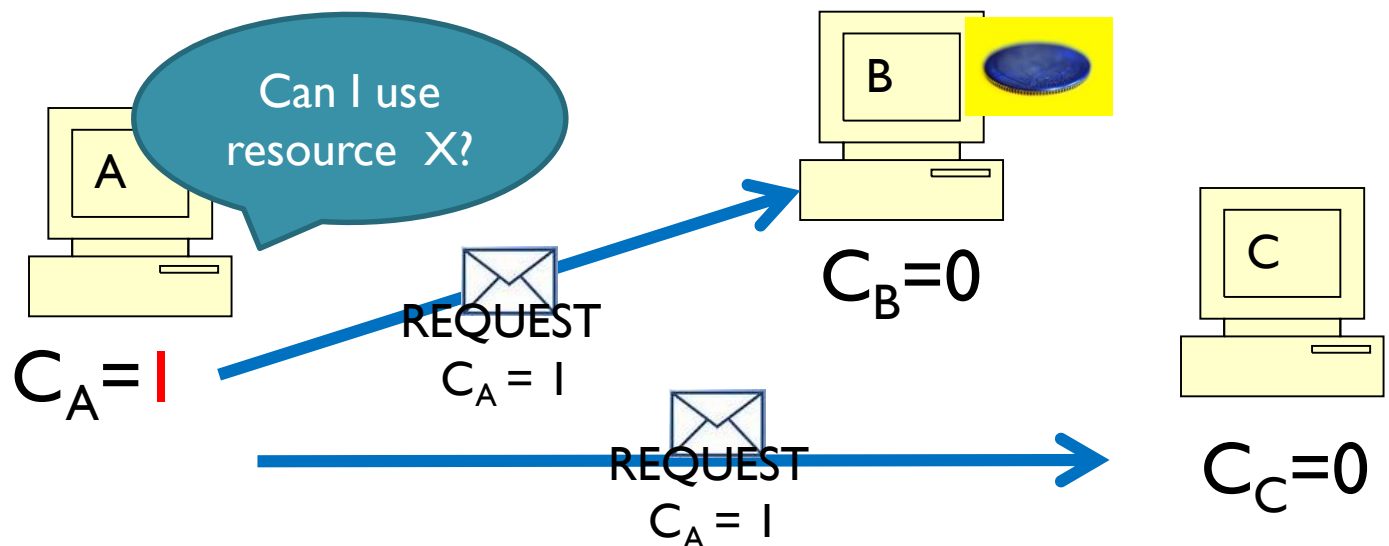 Can I use
resource X?
A
B
C
C_A=1
REQUEST
C_A = 1
C_B=0
REQUEST
C_A = 1
C_C=0